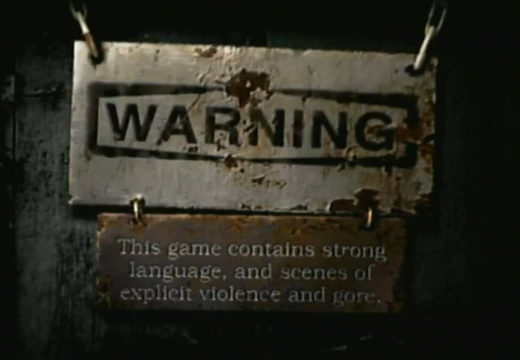 WARNING
This game contains strong
language, and scenes of
explicit violence and gore.